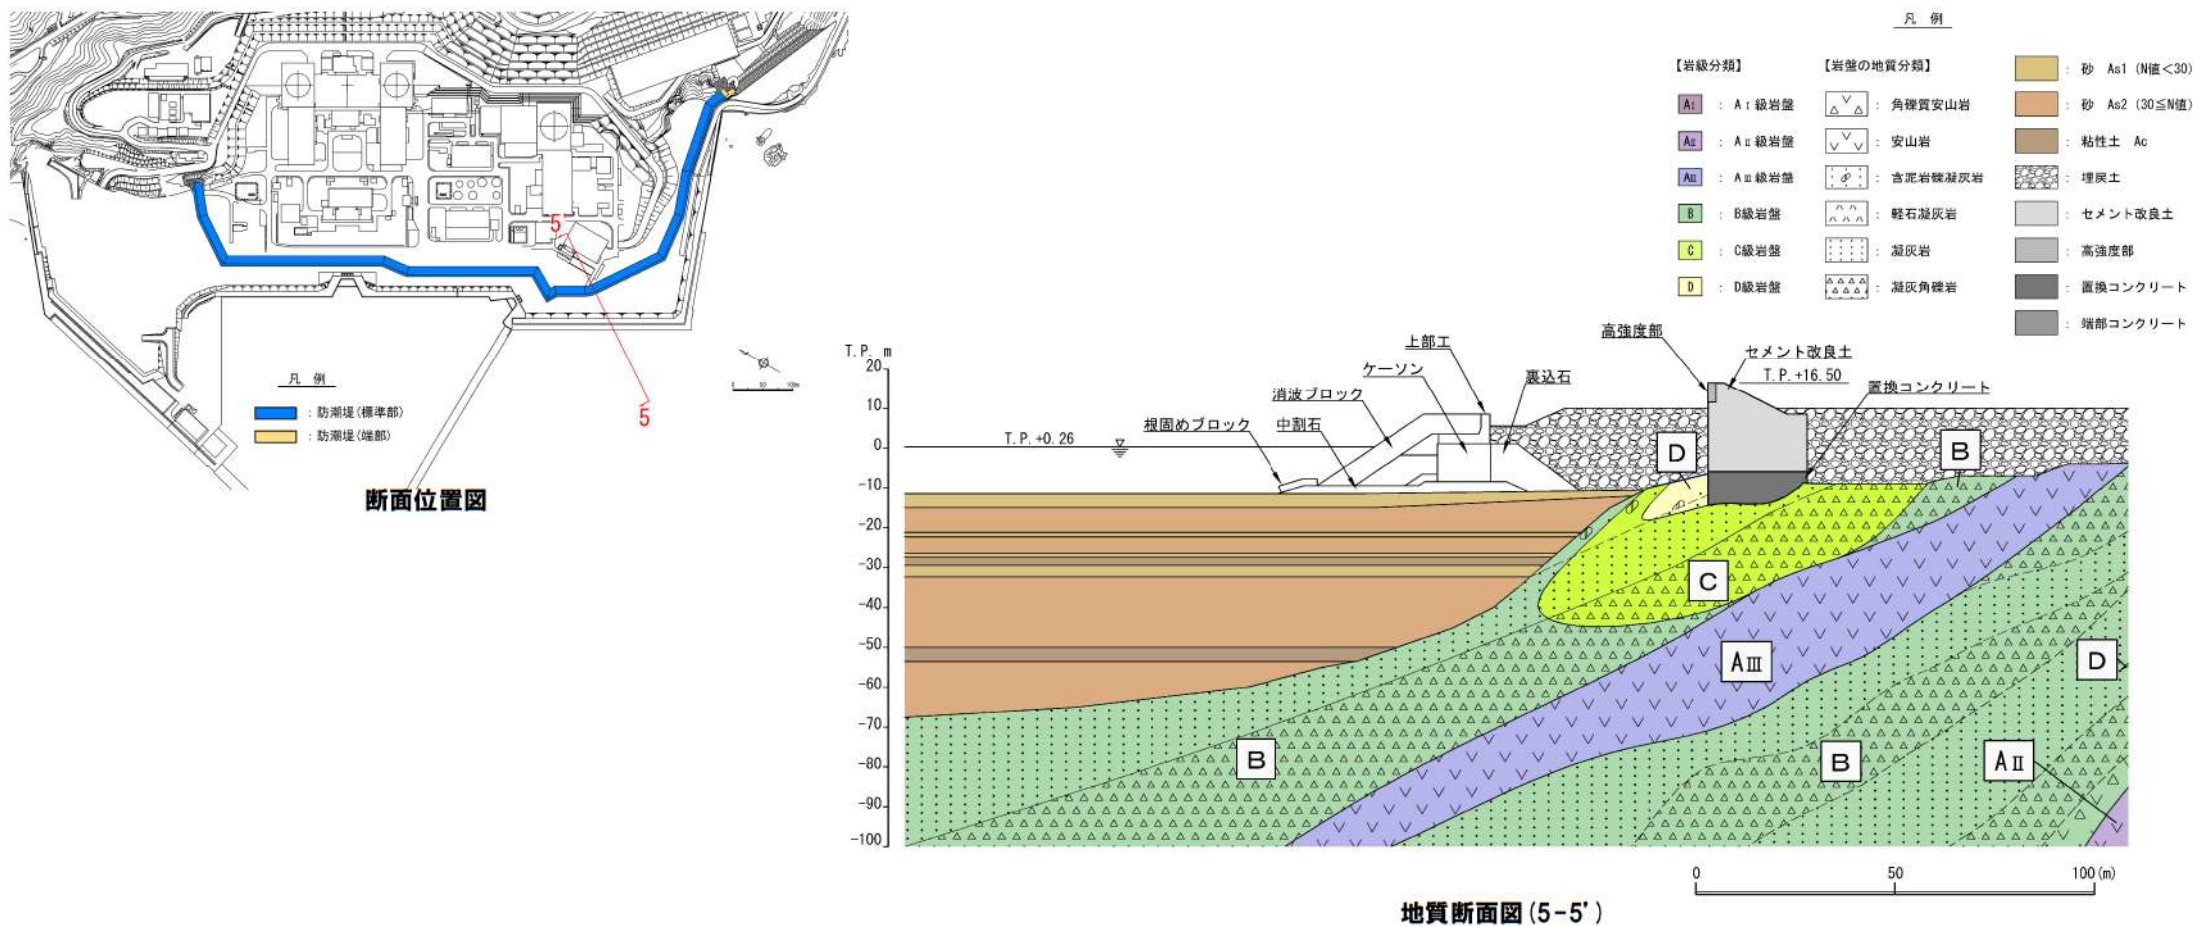 5'
5
0 50 100m
凡 例
: 防潮堤(標準部)
: 防潮堤(端部)
断面位置図
凡 例
【岩級分類】
AⅠ : AⅠ級岩盤
AⅡ : AⅡ級岩盤
AⅢ : AⅢ級岩盤
B : B級岩盤
C : C級岩盤
D : D級岩盤
【岩盤の地質分類】
: 角礫質安山岩
: 安山岩
: 含泥岩礫凝灰岩
: 軽石凝灰岩
: 凝灰岩
: 凝灰角礫岩
: 砂 As1 (N値<30)
: 砂 As2 (30≦N値)
: 粘性土 Ac
: 埋戻土
: セメント改良土
: 高強度部
: 置換コンクリート
: 端部コンクリート
T.P. m
20
10
0
-10
-20
-30
-40
-50
-60
-70
-80
-90
-100
T.P.+0.26
根固めブロック
消波ブロック
中割石
ケーソン
上部工
裏込石
高強度部
セメント改良土
T.P.+16.50
置換コンクリート
D
B
C
AⅢ
D
B
B
AⅡ
0 50 100(m)
地質断面図(5-5')